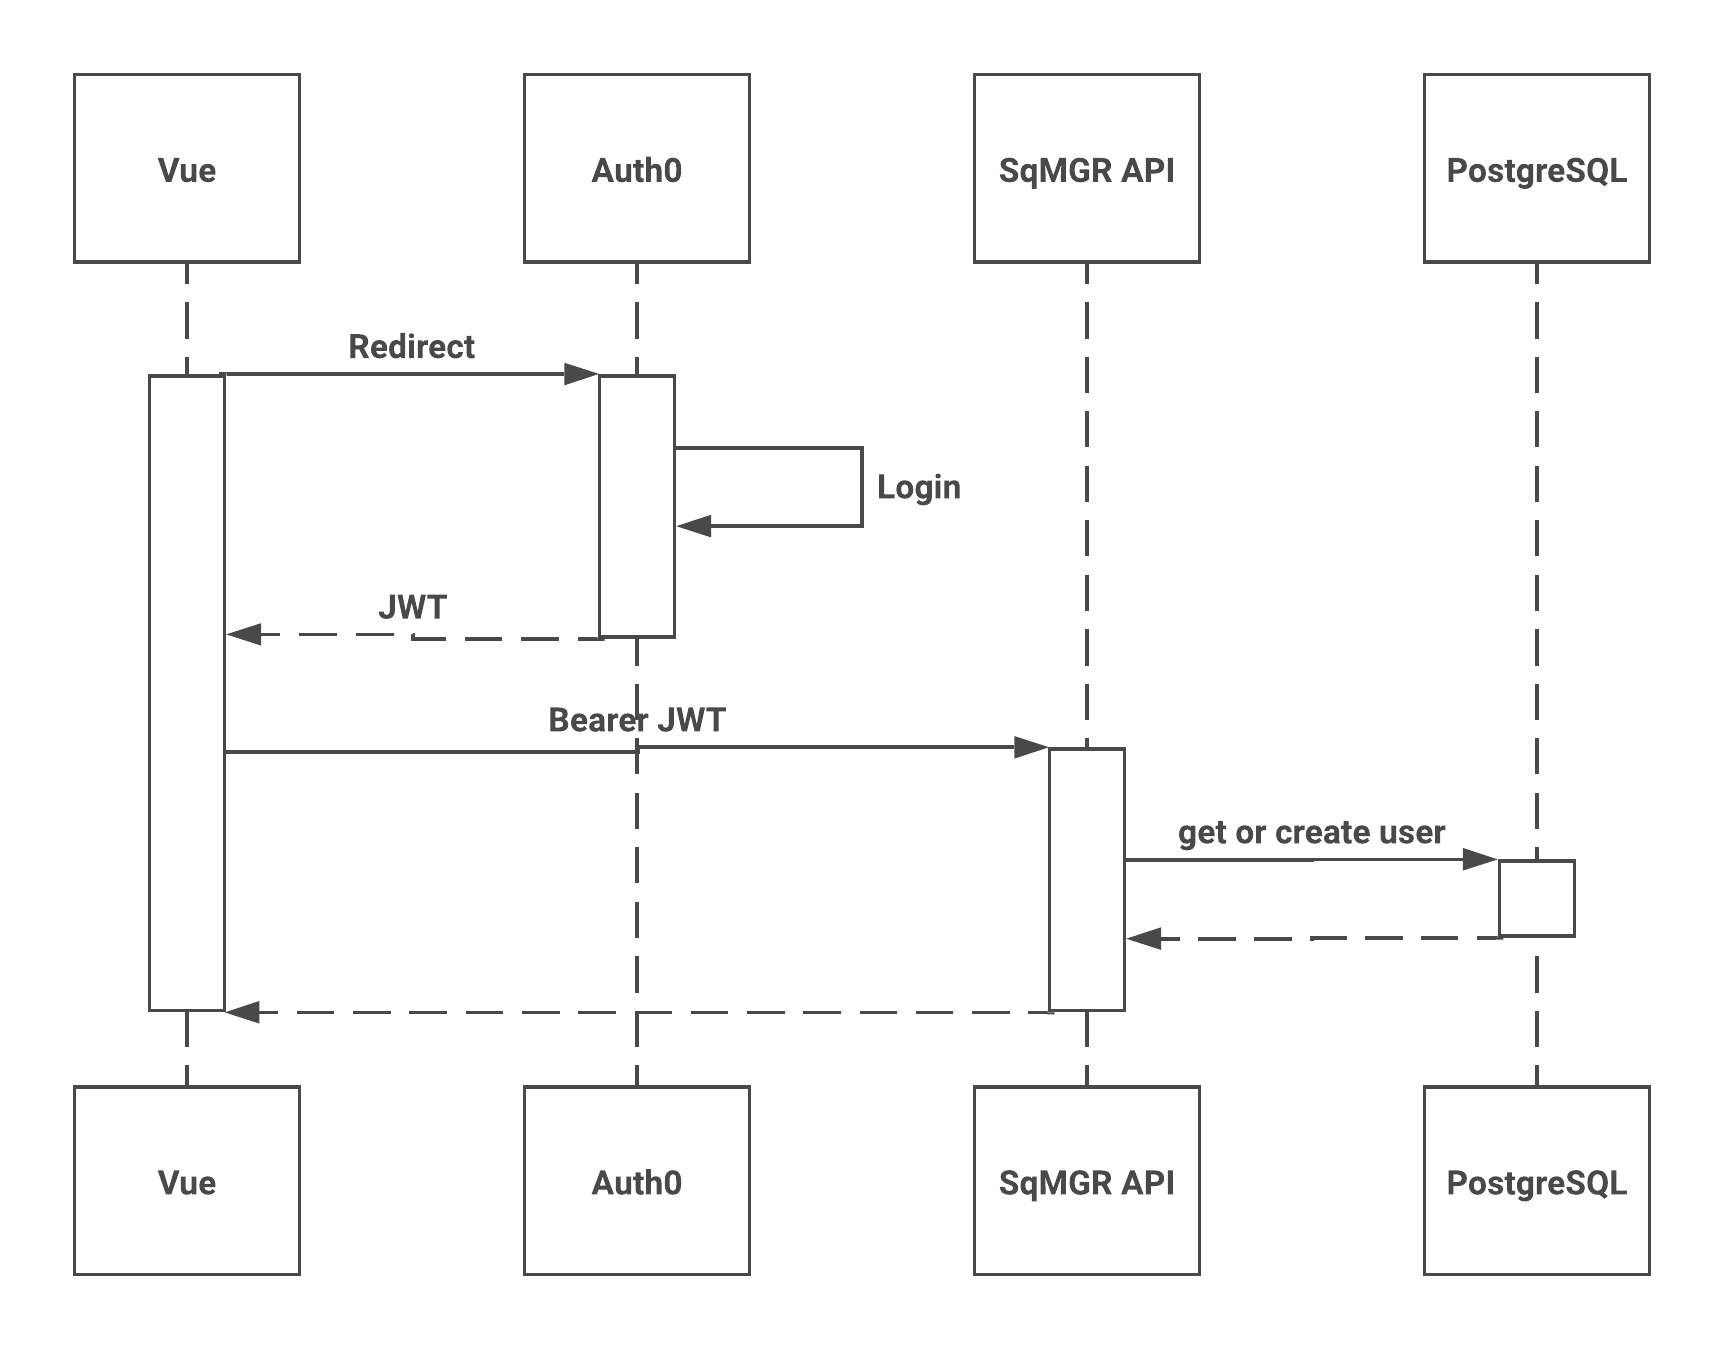 Vue
Auth0
SqMGR API
PostgreSQL
Redirect
Login
JWT
Bearer JWT
get or create user
Vue
Auth0
SqMGR API
PostgreSQL